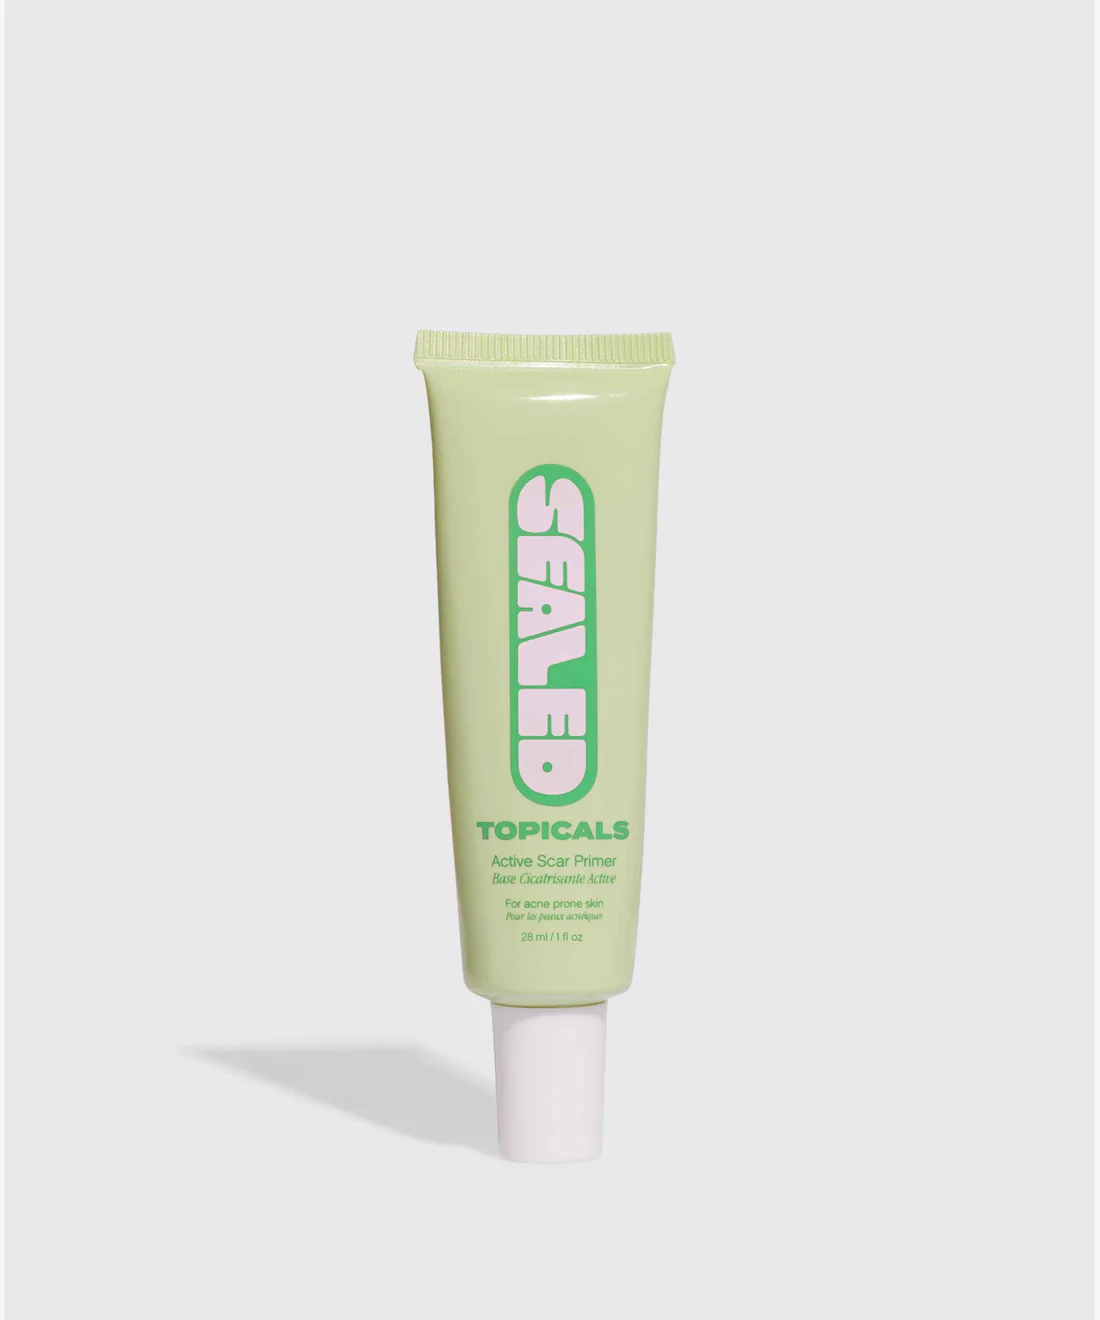 SEALED
TOPICALS
Active Scar Primer
Base Cicatrisante Active
For acne prone skin
Pour les peaux acnéiques
28 ml / 1 fl oz